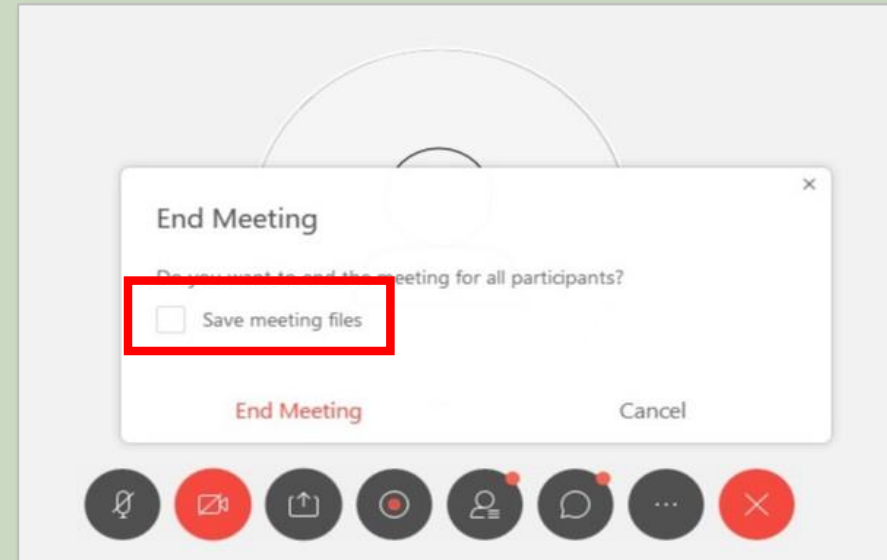 End Meeting
Do you want to end the meeting for all participants?
Save meeting files
End Meeting
Cancel